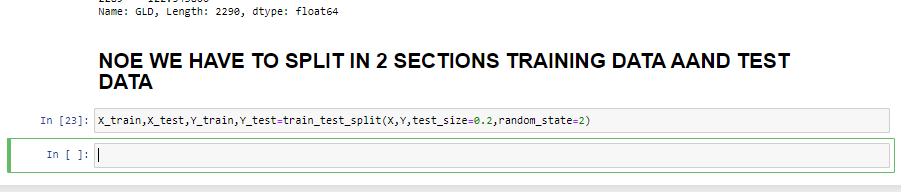 Name: GLD, Length: 2290, dtype: float64
NOE WE HAVE TO SPLIT IN 2 SECTIONS TRAINING DATA AAND TEST
DATA
In [23]: X_train,X_test,Y_train,Y_test=train_test_split(X,Y,test_size=0.2,random_state=2)
In [ ]: